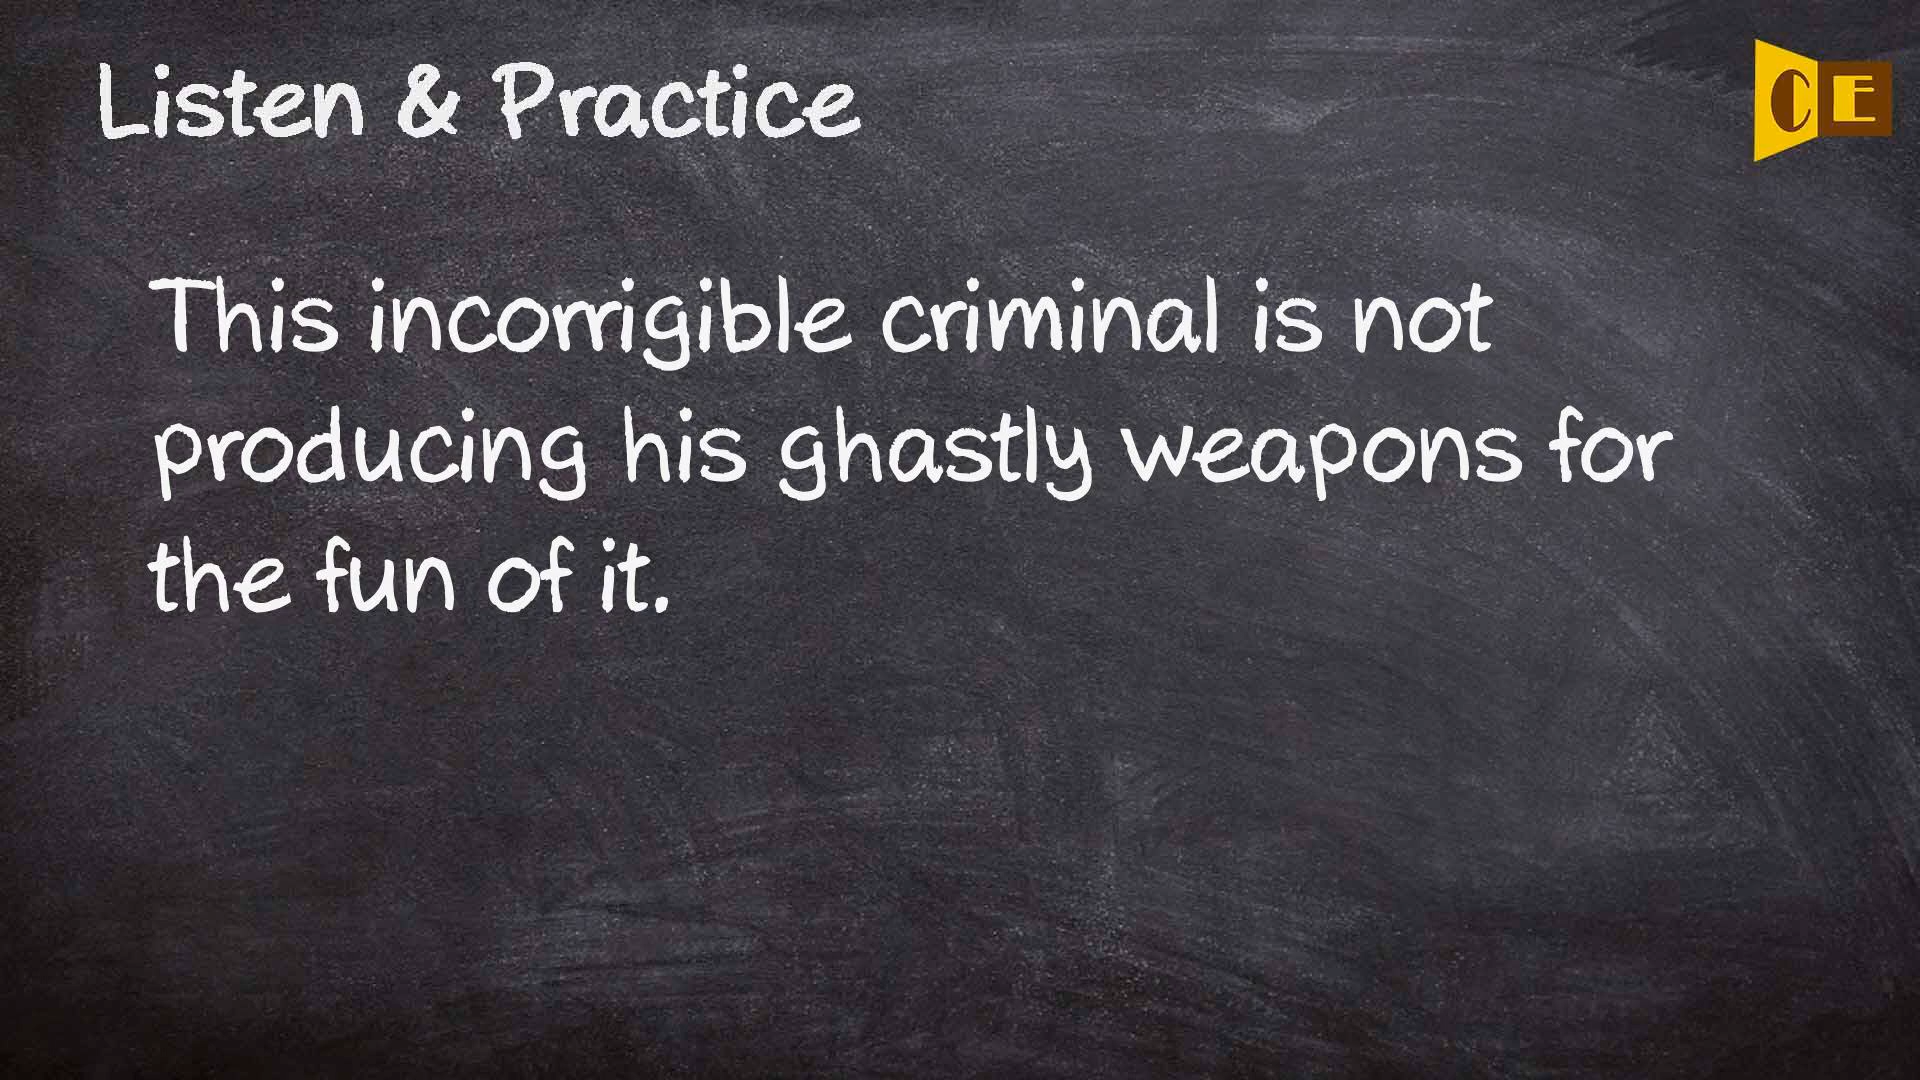 Listen & Practice
CE
This incorrigible criminal is not
producing his ghastly weapons for
the fun of it.